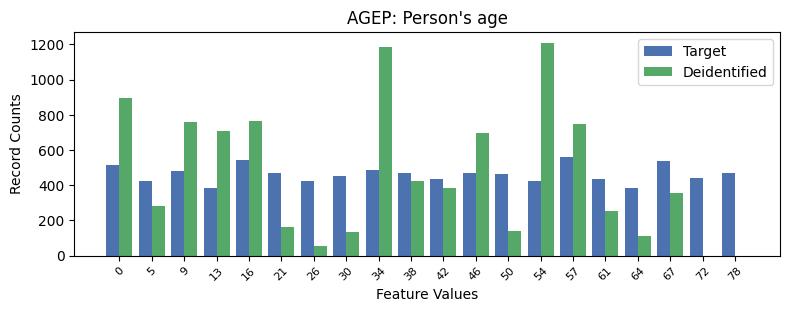 AGEP: Person's age
Record Counts
1200
1000
800
600
400
200
0
Target
Deidentified
0 5 9 13 16 21 26 30 34 38 42 46 50 54 57 61 64 67 72 78
Feature Values